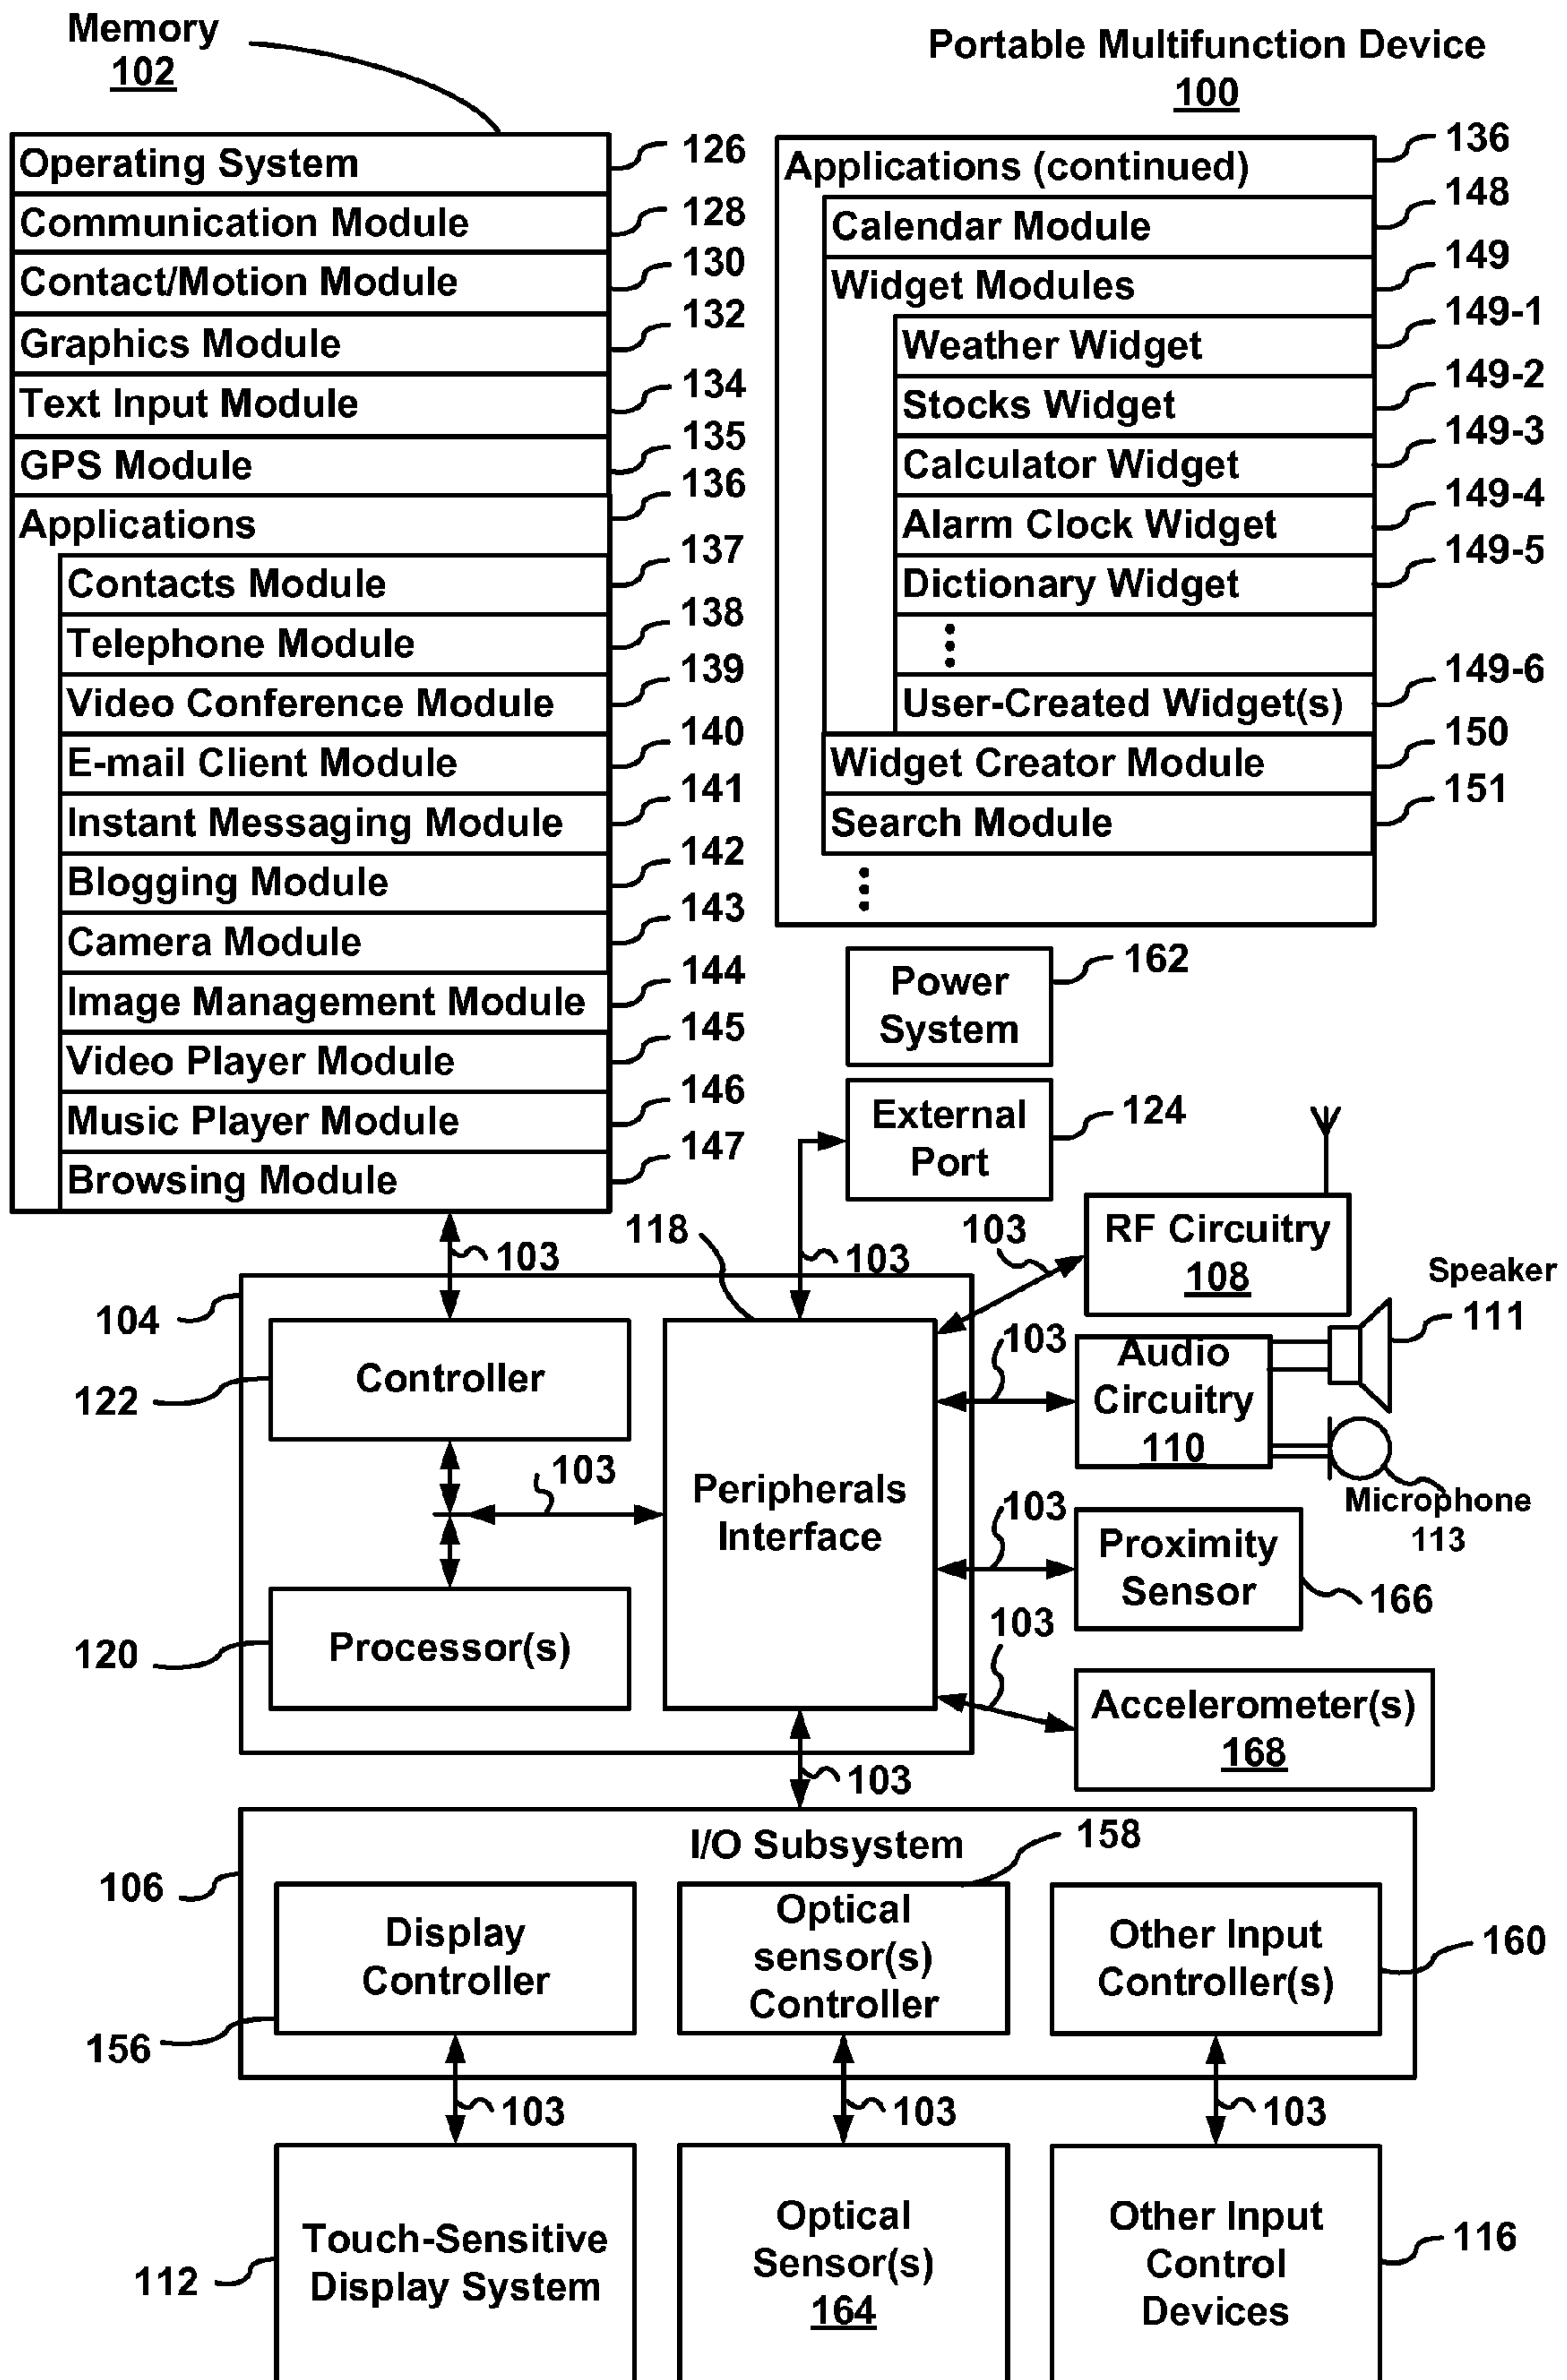 Memory
102
Portable Multifunction Device
100
Operating System
126
Communication Module
128
Contact/Motion Module
130
Graphics Module
132
Text Input Module
134
GPS Module
135
Applications
136
Contacts Module
137
Telephone Module
138
Video Conference Module
139
E-mail Client Module
140
Instant Messaging Module
141
Blogging Module
142
Camera Module
143
Image Management Module
144
Video Player Module
145
Music Player Module
146
Browsing Module
147
Applications (continued)
136
Calendar Module
148
Widget Modules
149
Weather Widget
149-1
Stocks Widget
149-2
Calculator Widget
149-3
Alarm Clock Widget
149-4
Dictionary Widget
149-5
User-Created Widget(s)
149-6
Widget Creator Module
150
Search Module
151
Power
System
162
External
Port
124
103
118
103
103
RF Circuitry
108
Speaker
111
104
Controller
122
103
Audio
Circuitry
110
Microphone
113
103
Peripherals
Interface
103
Proximity
Sensor
166
Processor(s)
120
103
Accelerometer(s)
168
103
I/O Subsystem
158
106
Display
Controller
156
Optical
sensor(s)
Controller
Other Input
Controller(s)
160
103
103
103
Touch-Sensitive
Display System
112
Optical
Sensor(s)
164
Other Input
Control
Devices
116